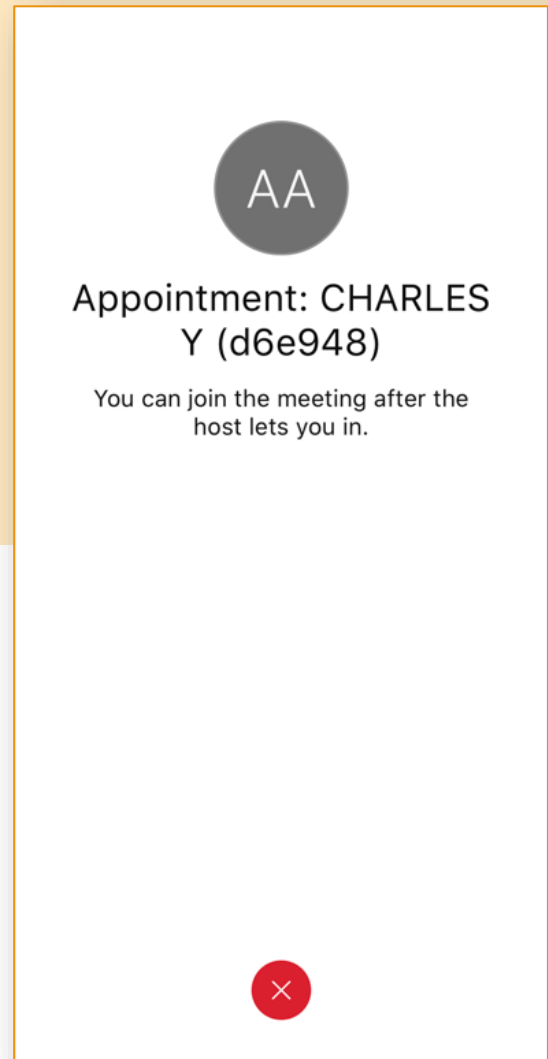 AA
Appointment: CHARLES
Y (d6e948)
You can join the meeting after the
host lets you in.